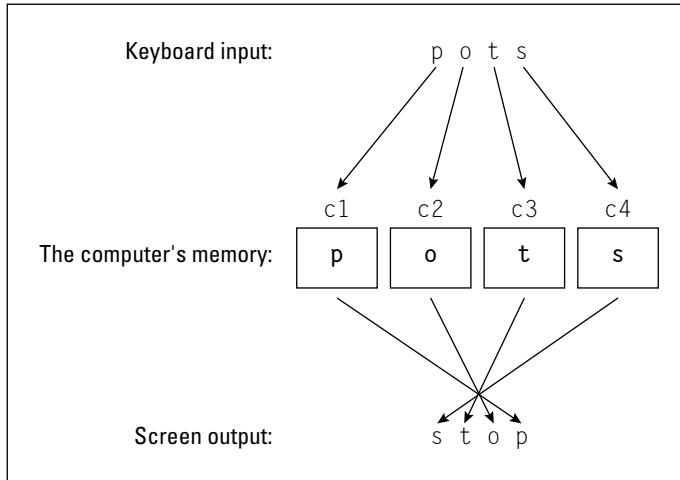 Keyboard input: p o t s
c1 c2 c3 c4
The computer's memory: p o t s
Screen output: s t o p